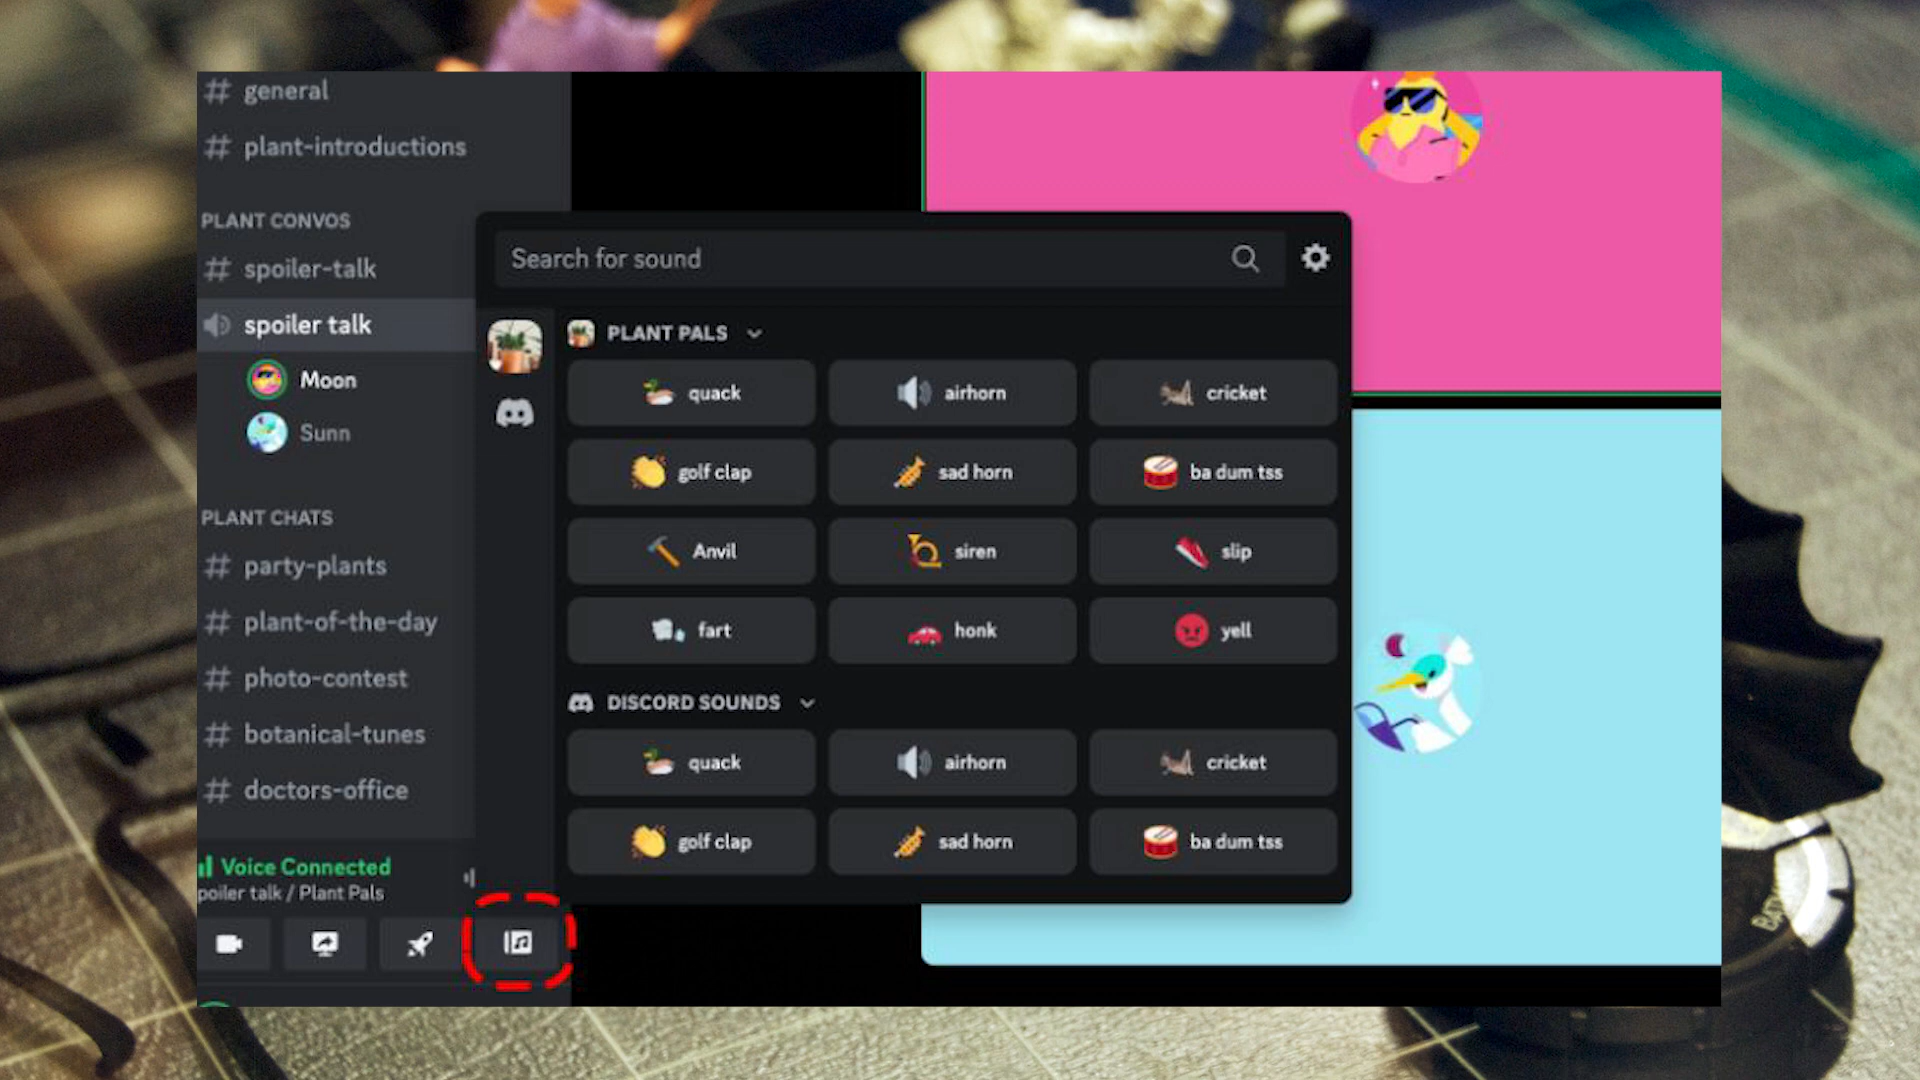 # general
# plant-introductions
PLANT CONVOS
# spoiler-talk
spoiler talk
Moon
Sunn
PLANT CHATS
# party-plants
# plant-of-the-day
# photo-contest
# botanical-tunes
# doctors-office
Voice Connected
poiler talk / Plant Pals
Search for sound
PLANT PALS
quack airhorn cricket
golf clap sad horn ba dum tss
Anvil siren slip
fart honk yell
DISCORD SOUNDS
quack airhorn cricket
golf clap sad horn ba dum tss